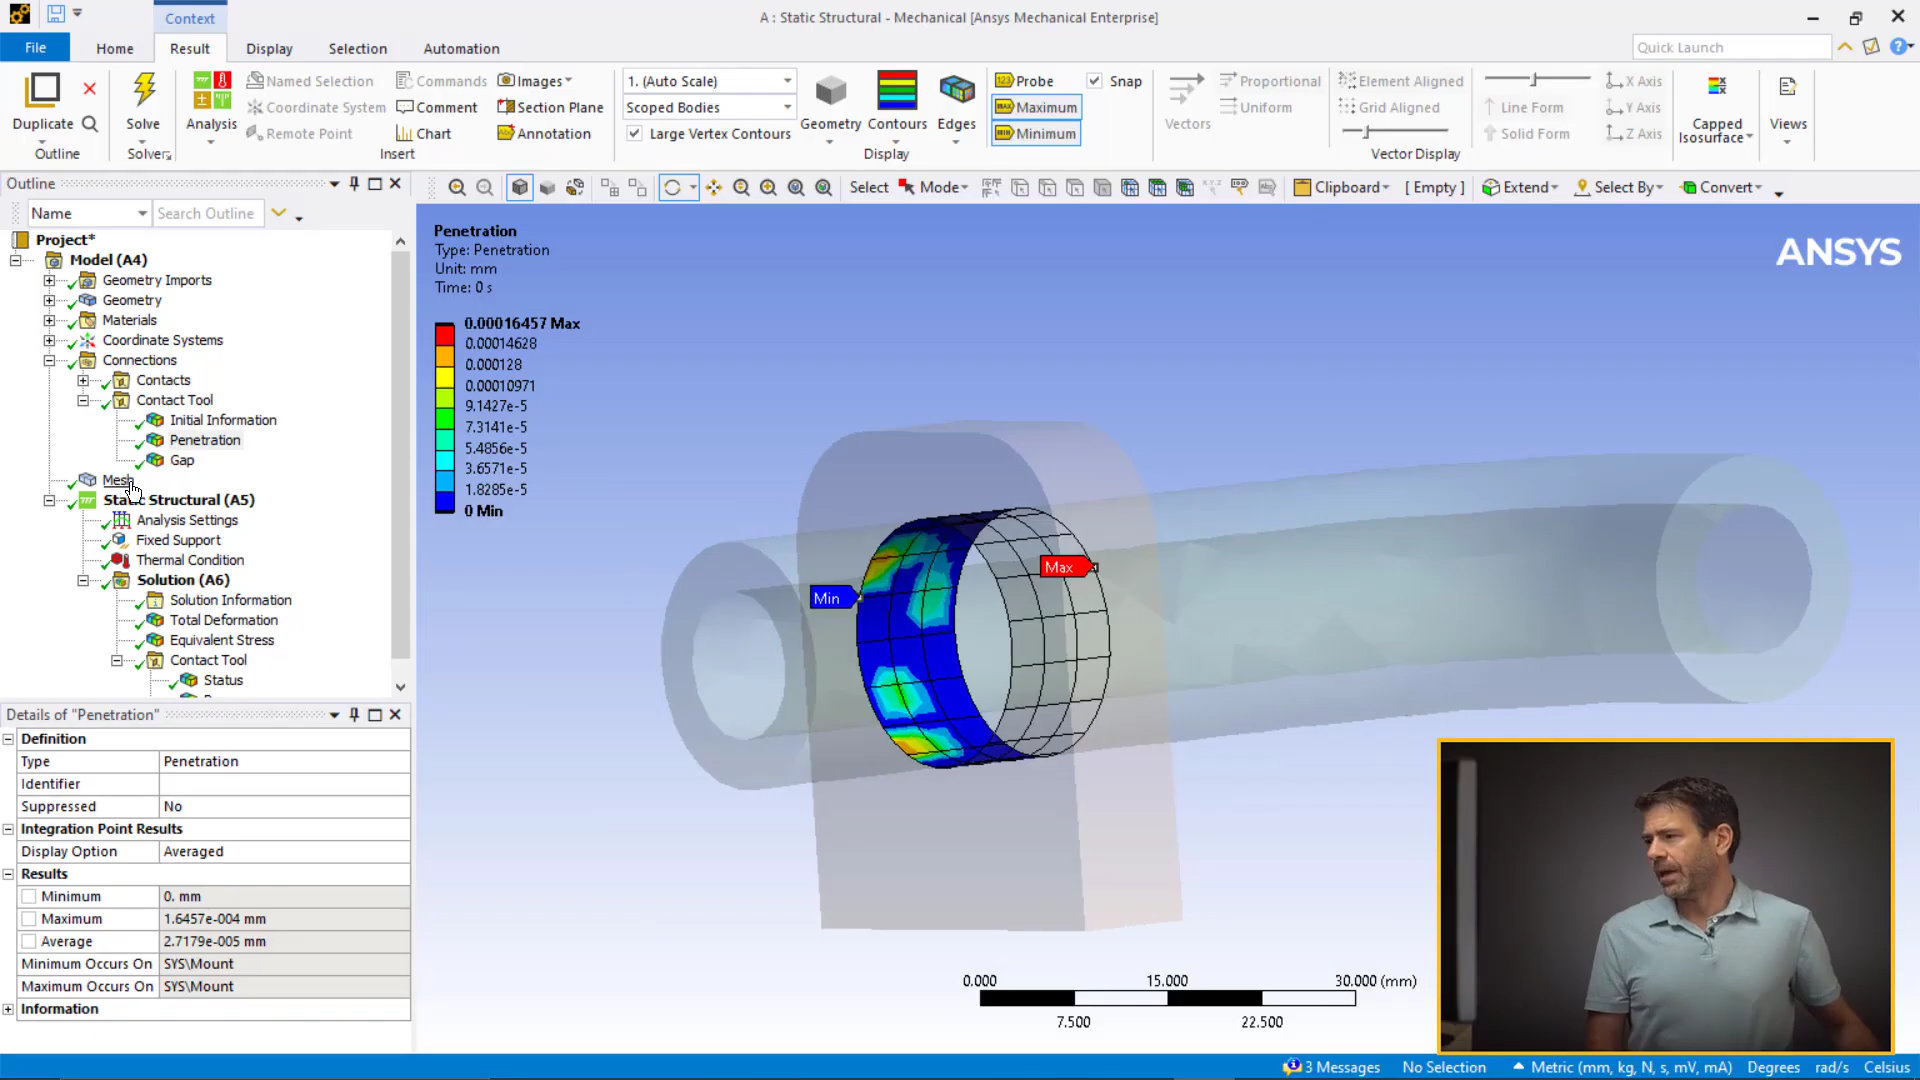 Context
A : Static Structural - Mechanical [Ansys Mechanical Enterprise]
File
Home
Result
Display
Selection
Automation
Quick Launch
Duplicate
Outline
Solve
Solver
Analysis
Named Selection
Coordinate System
Remote Point
Commands
Comment
Chart
Images
Section Plane
Annotation
Insert
1. (Auto Scale)
Scoped Bodies
Large Vertex Contours
Geometry
Contours
Edges
Display
Probe
Maximum
Minimum
Snap
Vectors
Proportional
Uniform
Element Aligned
Grid Aligned
Line Form
Solid Form
X Axis
Y Axis
Z Axis
Vector Display
Capped
Isosurface
Views
Outline
Select
Mode
Clipboard
[ Empty ]
Extend
Select By
Convert
Name
Search Outline
Project*
Model (A4)
Geometry Imports
Geometry
Materials
Coordinate Systems
Connections
Contacts
Contact Tool
Initial Information
Penetration
Gap
Mesh
Static Structural (A5)
Analysis Settings
Fixed Support
Thermal Condition
Solution (A6)
Solution Information
Total Deformation
Equivalent Stress
Contact Tool
Status
Details of "Penetration"
Definition
Type Penetration
Identifier
Suppressed No
Integration Point Results
Display Option Averaged
Results
Minimum 0. mm
Maximum 1.6457e-004 mm
Average 2.7179e-005 mm
Minimum Occurs On SYS\Mount
Maximum Occurs On SYS\Mount
Information
Penetration
Type: Penetration
Unit: mm
Time: 0 s
0.00016457 Max
0.00014628
0.000128
0.00010971
9.1427e-5
7.3141e-5
5.4856e-5
3.6571e-5
1.8285e-5
0 Min
ANSYS
Max
Min
0.000 15.000 30.000 (mm)
7.500 22.500
3 Messages
No Selection
Metric (mm, kg, N, s, mV, mA)
Degrees
rad/s
Celsius